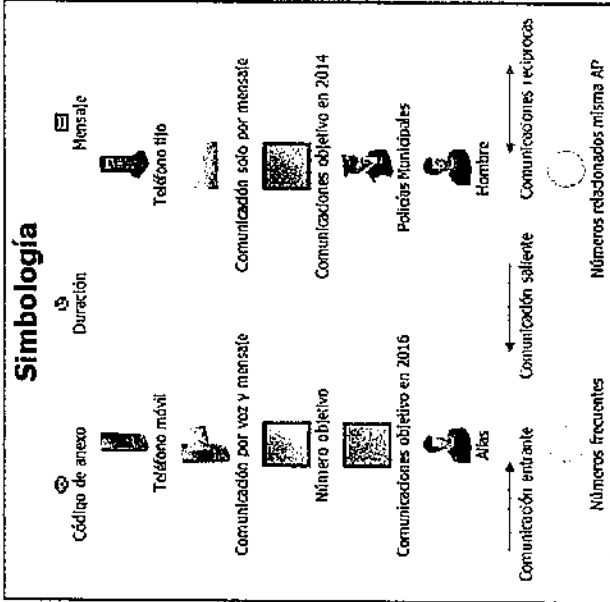 Simbología
Código de anexo
Duración
Mensaje
Teléfono móvil
Teléfono fijo
Comunicación por voz y mensaje
Comunicación solo por mensaje
Número objetivo
Comunicaciones objetivo en 2014
Comunicaciones objetivo en 2016
Policías Municipales
Alias
Hombre
Comunicación entrante
Comunicación saliente
Comunicaciones reciprocas
Números frecuentes
Números relacionados misma AP